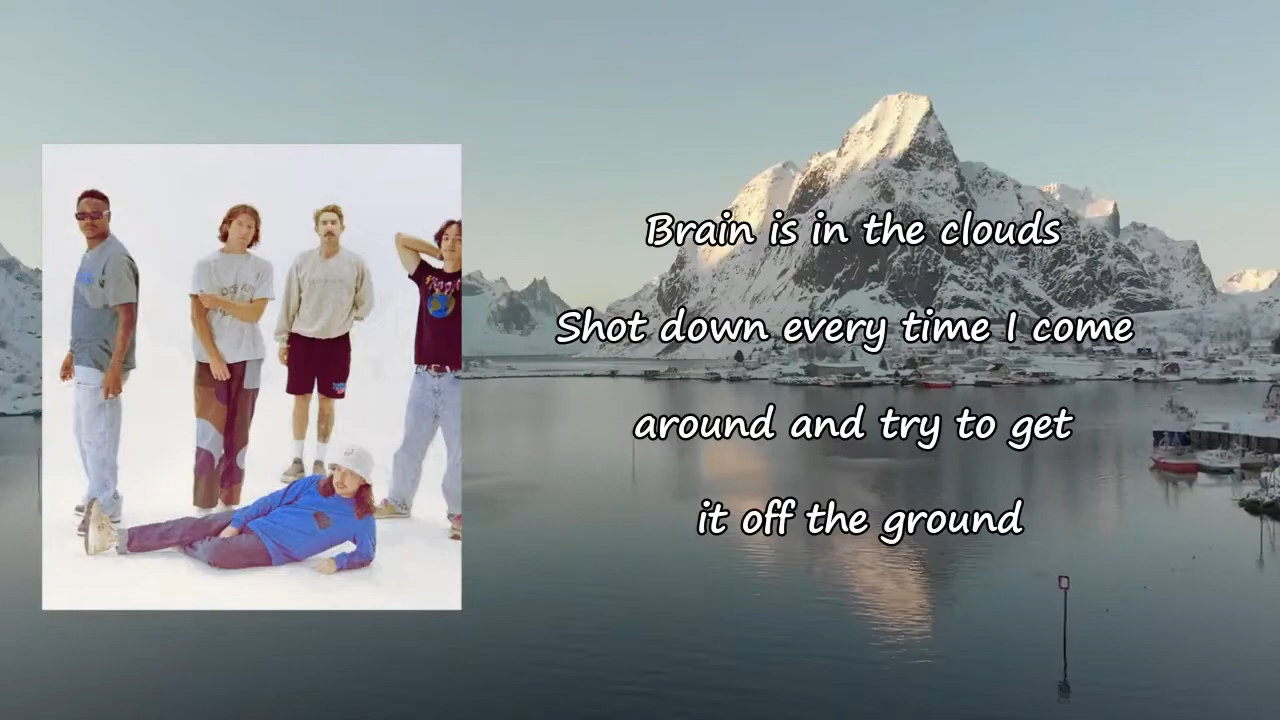 Brain is in the clouds
Shot down every time I come
around and try to get
it off the ground